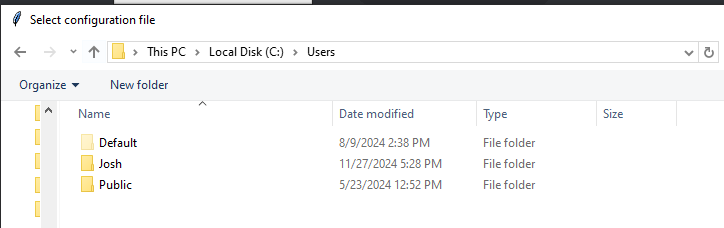 Select configuration file
This PC > Local Disk (C:) > Users
Organize New folder
Name Date modified Type Size
Default 8/9/2024 2:38 PM File folder
Josh 11/27/2024 5:28 PM File folder
Public 5/23/2024 12:52 PM File folder